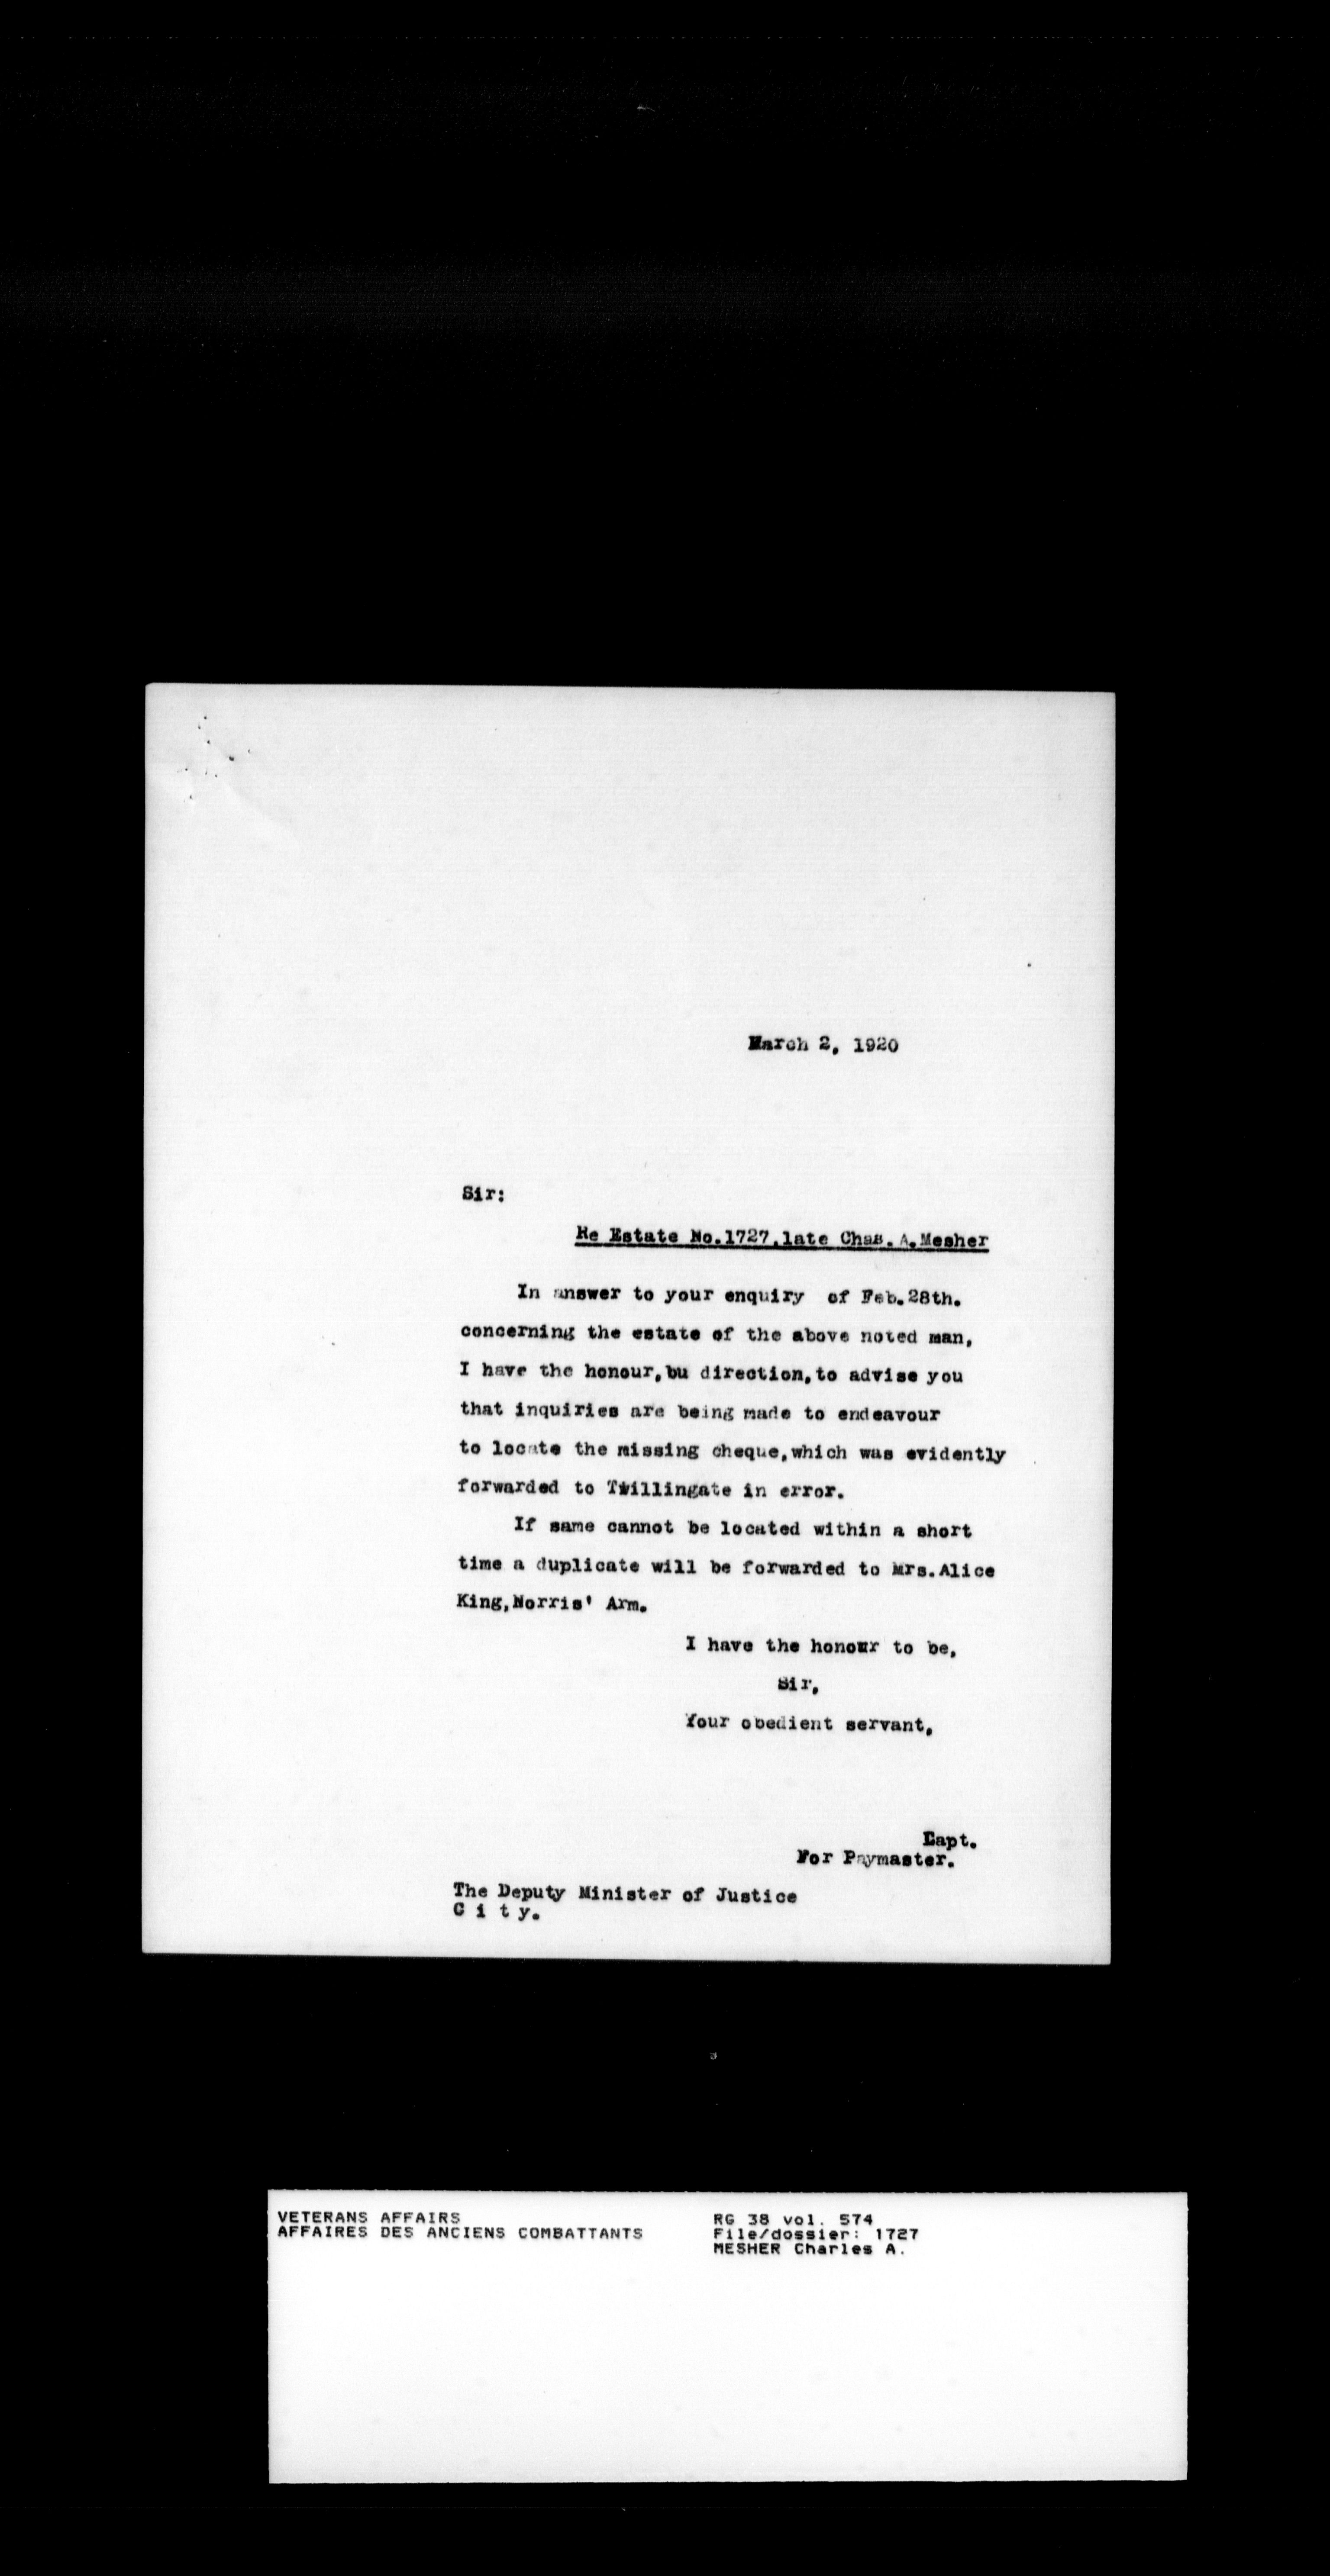 March 2, 1920
Sir:
Re Estate No.1727,late Chas. A.Mesher
In answer to your enquiry of Feb.28th.
concerning the estate of the above noted man,
I have the honour,bu direction,to advise you
that inquiries are being made to endeavour
to locate the missing cheque,which was evidently
forwarded to Twillingate in error.
If same cannot be located within a short
time a duplicate will be forwarded to Mrs.Alice
King,Norris' Arm.
I have the honour to be,
Sir,
Your obedient servant,
Capt.
For Paymaster.
The Deputy Minister of Justice
C i t y.
VETERANS AFFAIRS
AFFAIRES DES ANCIENS COMBATTANTS
RG 38 vol. 574
File/dossier: 1727
MESHER Charles A.